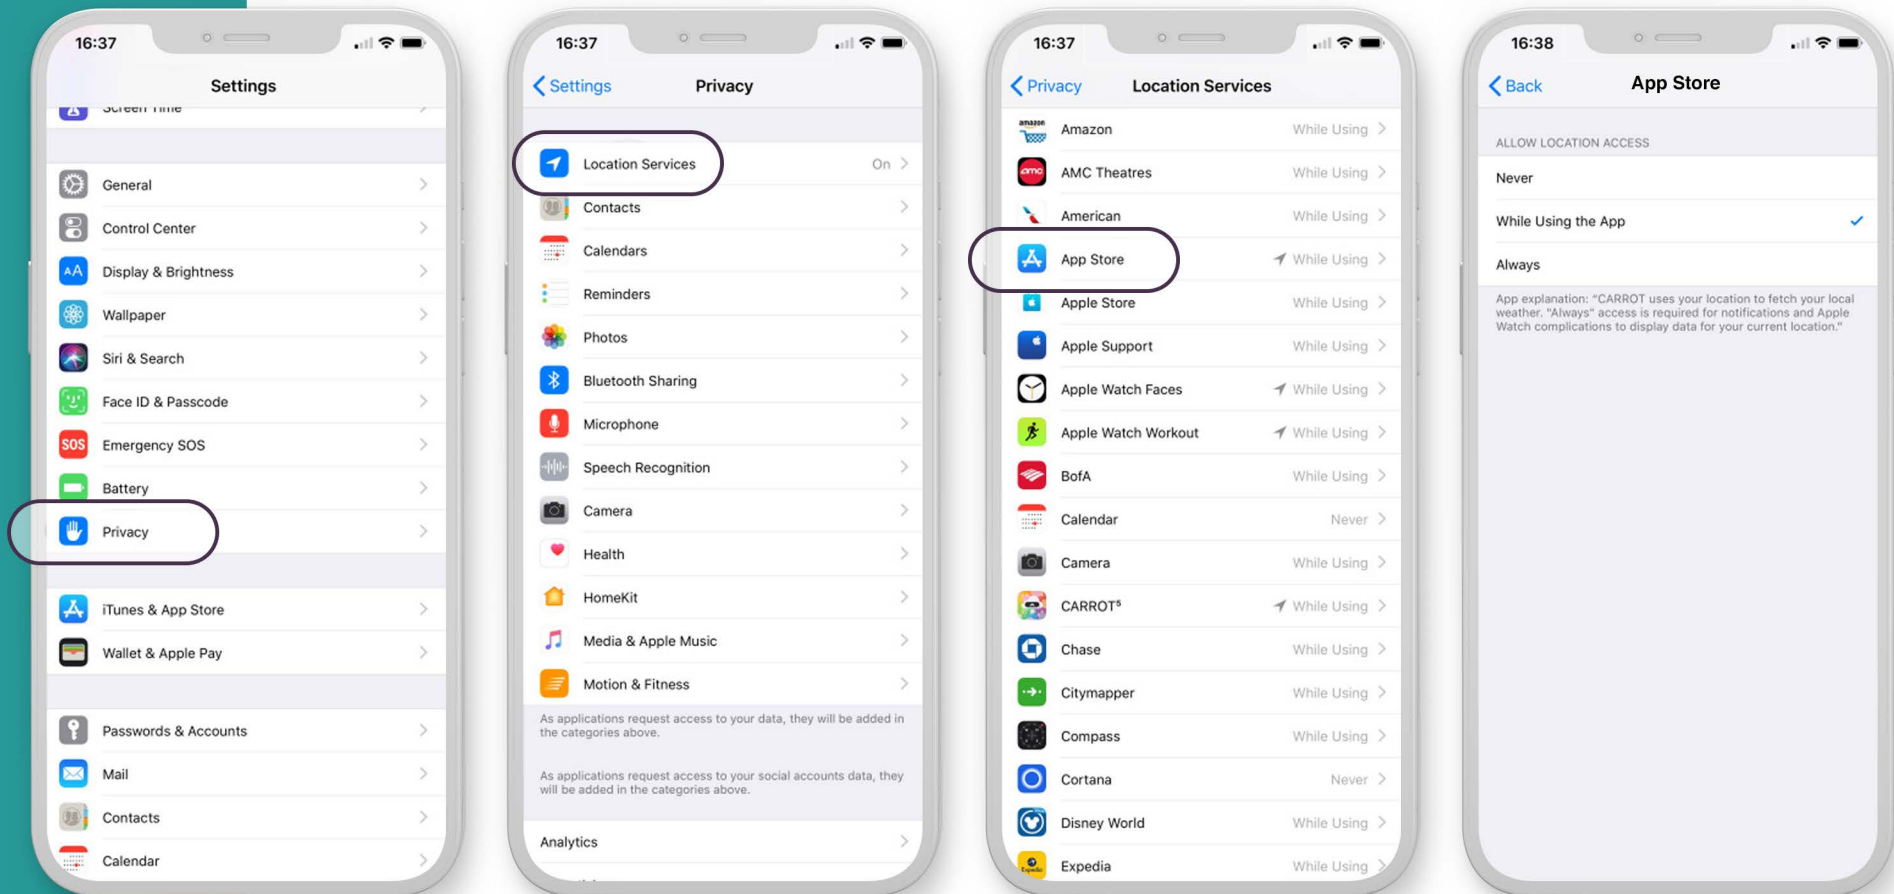 16:37
Settings
Screen Time
General
Control Center
AA
Display & Brightness
Wallpaper
Siri & Search
Face ID & Passcode
SOS
Emergency SOS
Battery
Privacy
iTunes & App Store
Wallet & Apple Pay
Passwords & Accounts
Mail
Contacts
Calendar
16:37
Settings
Privacy
Location Services
On
Contacts
Calendars
Reminders
Photos
Bluetooth Sharing
Microphone
Speech Recognition
Camera
Health
HomeKit
Media & Apple Music
Motion & Fitness
As applications request access to your data, they will be added in
the categories above.
As applications request access to your social accounts data, they
will be added in the categories above.
Analytics
16:37
Privacy
Location Services
amazon
Amazon
While Using
amc
AMC Theatres
While Using
American
While Using
App Store
While Using
Apple Store
While Using
Apple Support
While Using
Apple Watch Faces
While Using
Apple Watch Workout
While Using
BofA
While Using
Calendar
Never
Camera
While Using
CARROT⁵
While Using
Chase
While Using
Citymapper
While Using
Compass
While Using
Cortana
Never
Disney World
While Using
Expedia
Expedia
While Using
16:38
Back
App Store
ALLOW LOCATION ACCESS
Never
While Using the App
Always
App explanation: “CARROT uses your location to fetch your local
weather. "Always" access is required for notifications and Apple
Watch complications to display data for your current location.”